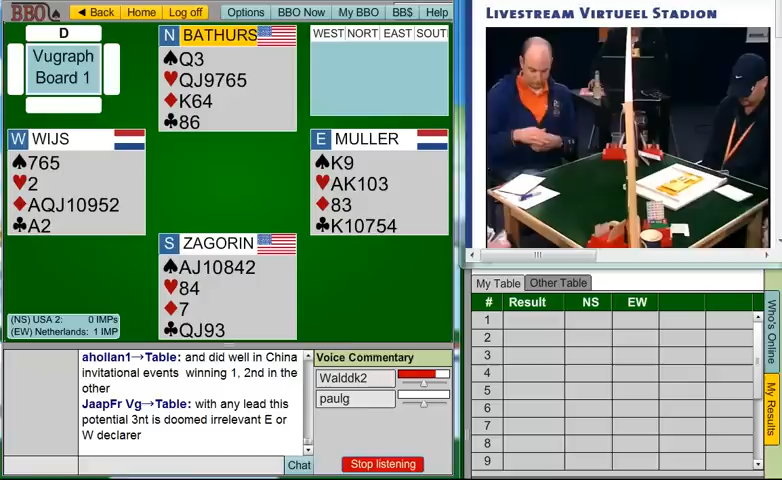 BBO
Back
Home
Log off
Options
BBO Now
My BBO
BB$
Help
D
Vugraph
Board 1
N BATHURS
♠Q3
♥QJ9765
♦K64
♣86
WEST NORT EAST SOUT
W WIJS
♠765
♥2
♦AQJ10952
♣A2
E MULLER
♠K9
♥AK103
♦83
♣K10754
S ZAGORIN
♠AJ10842
♥84
♦7
♣QJ93
(NS) USA 2: 0 IMPs
(EW) Netherlands: 1 IMP
ahollan1→Table: and did well in China
invitational events winning 1, 2nd in the
other
JaapFr Vg→Table: with any lead this
potential 3nt is doomed irrelevant E or
W declarer
Chat
Voice Commentary
Walddk2
paulg
Stop listening
Livestream Virtueel Stadion
My Table
Other Table
# Result NS EW
1
2
3
4
5
6
7
8
9
Who's Online
My Results